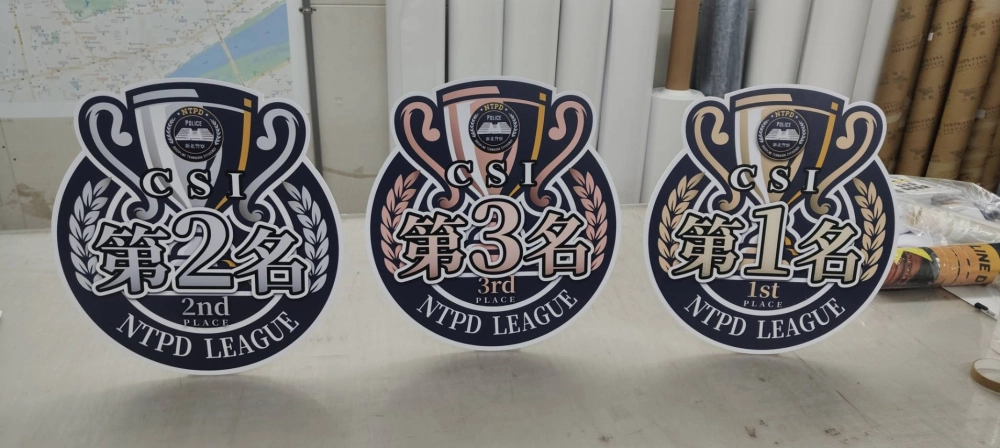 NTPD
POLICE
CSI
第2名
2nd
PLACE
NTPD LEAGUE
NTPD
POLICE
CSI
第3名
3rd
PLACE
NTPD LEAGUE
NTPD
POLICE
CSI
第1名
1st
PLACE
NTPD LEAGUE
LINE